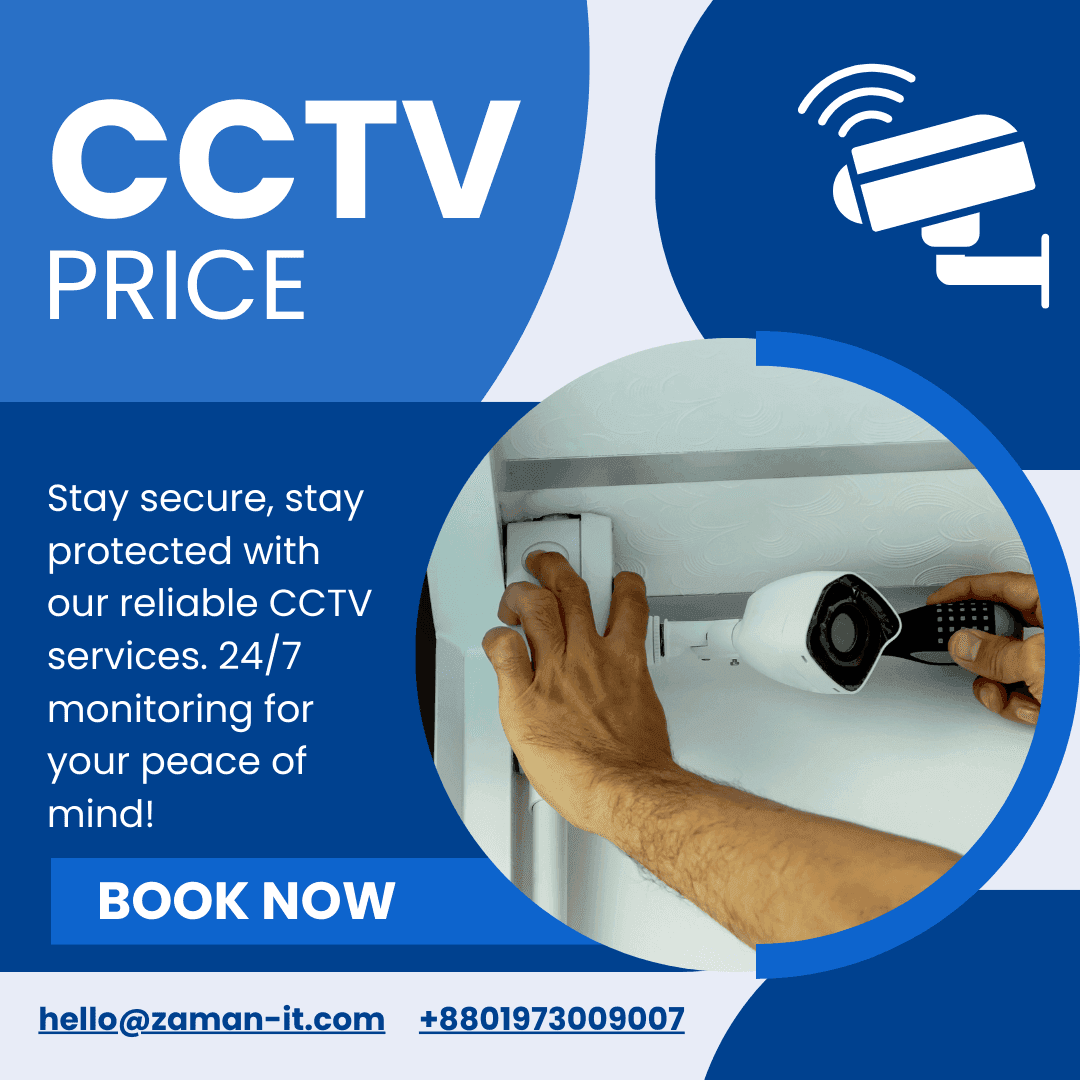 CCTV
PRICE
Stay secure, stay
protected with
our reliable CCTV
services. 24/7
monitoring for
your peace of
mind!
BOOK NOW
hello@zaman-it.com +8801973009007